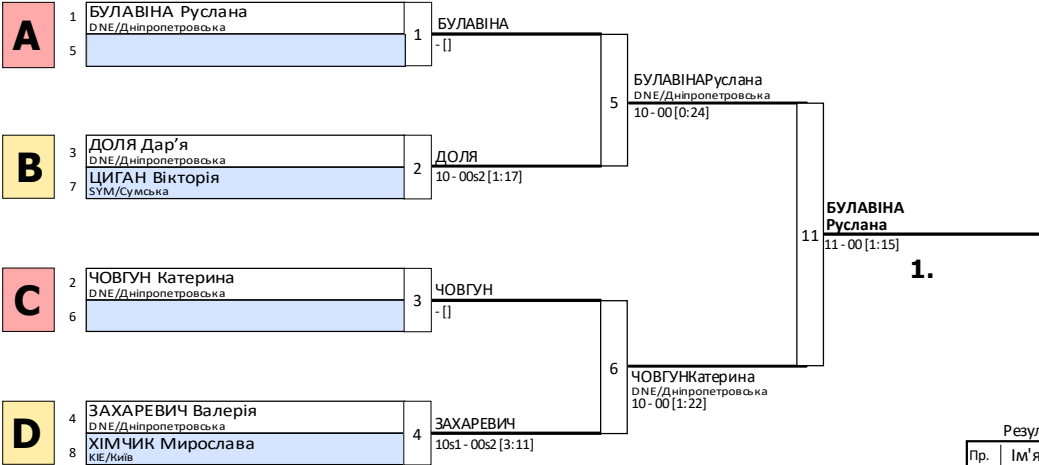 A
1
БУЛАВІНА Руслана
DNE/Дніпропетровська
5
1
БУЛАВІНА
- []
5
БУЛАВІНАРуслана
DNE/Дніпропетровська
10 - 00 [0:24]
B
3
ДОЛЯ Дар’я
DNE/Дніпропетровська
7
ЦИГАН Вікторія
SYM/Сумська
2
ДОЛЯ
10 - 00s2 [1:17]
11
БУЛАВІНА
Руслана
11 - 00 [1:15]
1.
C
2
ЧОВГУН Катерина
DNE/Дніпропетровська
6
3
ЧОВГУН
- []
6
ЧОВГУНКатерина
DNE/Дніпропетровська
10 - 00 [1:22]
D
4
ЗАХАРЕВИЧ Валерія
DNE/Дніпропетровська
8
ХІМЧИК Мирослава
KIE/Київ
4
ЗАХАРЕВИЧ
10s1 - 00s2 [3:11]
Резул
Пр. Ім'я